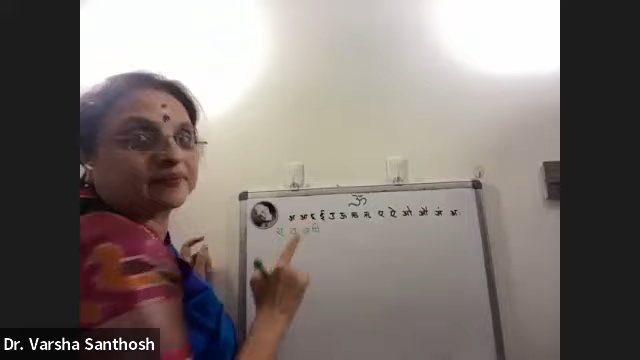 ॐ
अ आ इ ई उ ऊ ऋ ॠ ए ऐ ओ औ अं अः
Dr. Varsha Santhosh